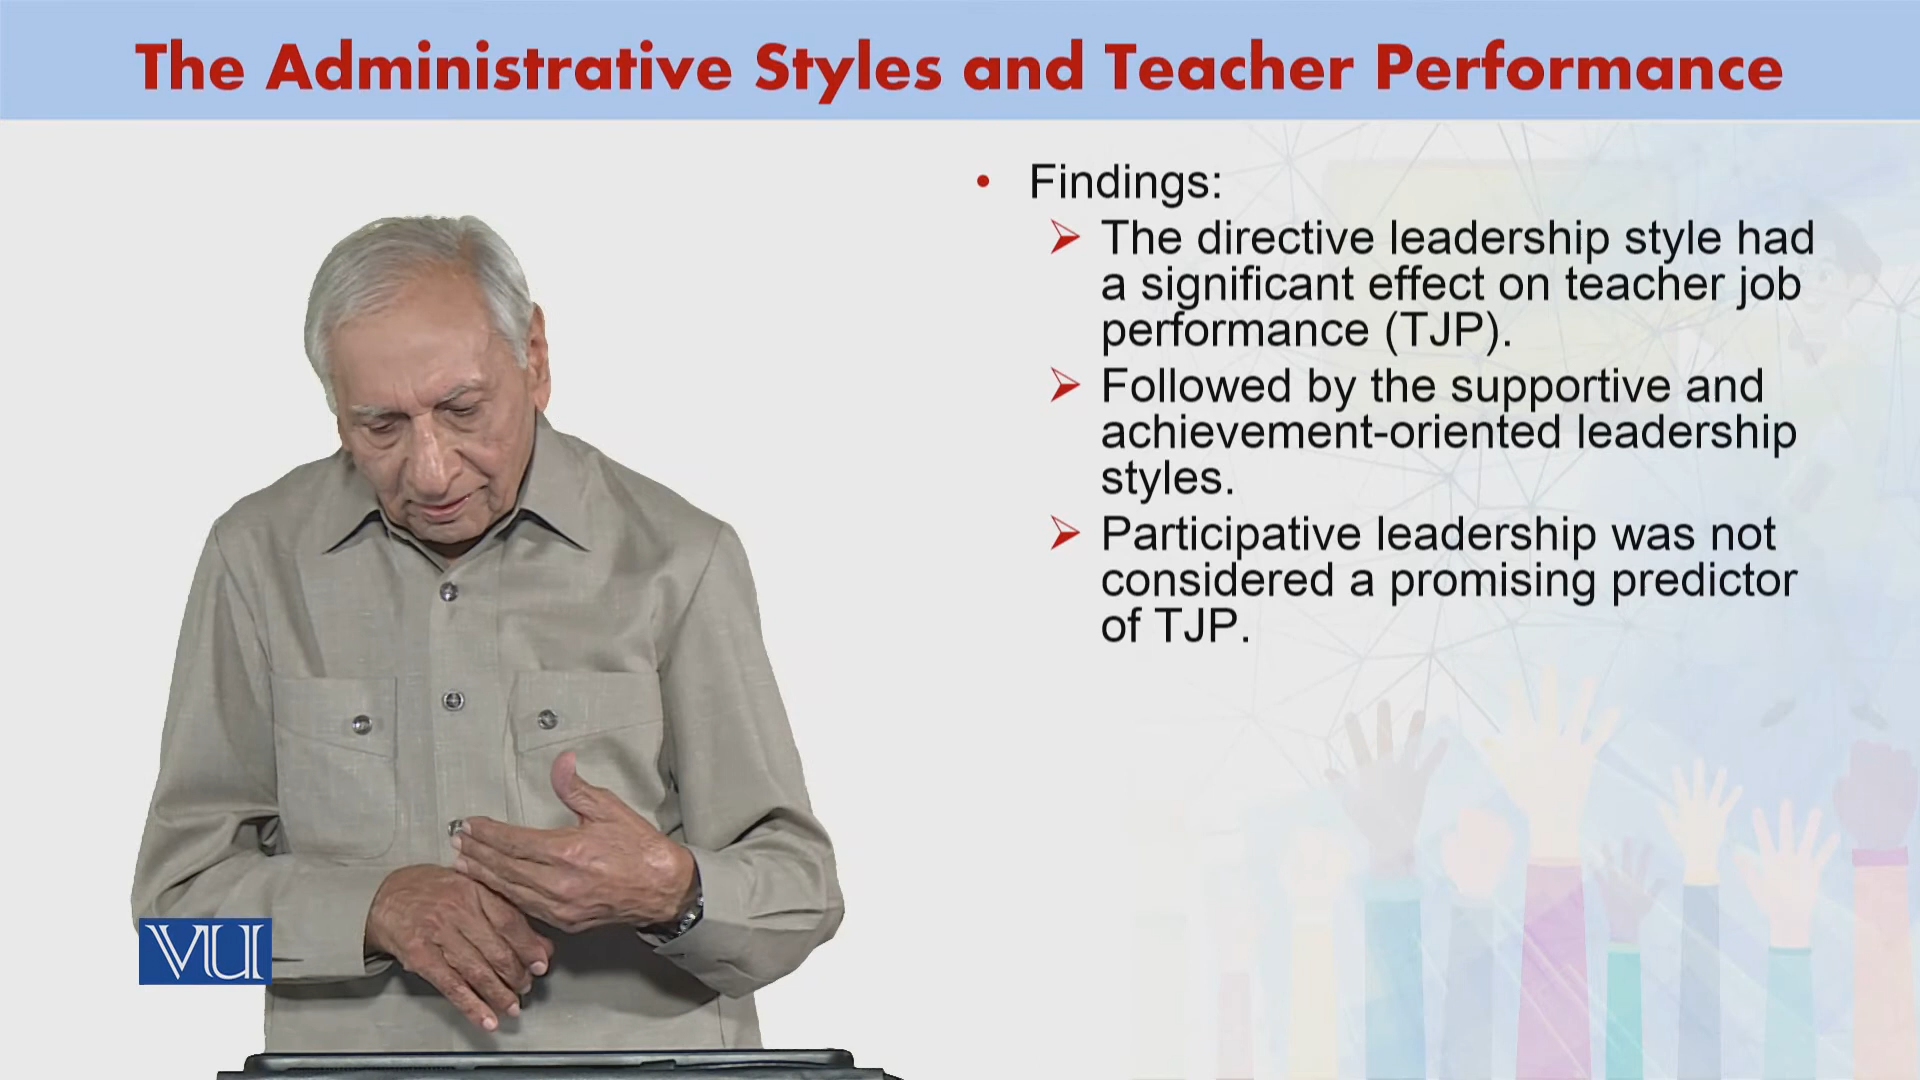 The Administrative Styles and Teacher Performance
• Findings:
➢ The directive leadership style had
a significant effect on teacher job
performance (TJP).
➢ Followed by the supportive and
achievement-oriented leadership
styles.
➢ Participative leadership was not
considered a promising predictor
of TJP.
VU